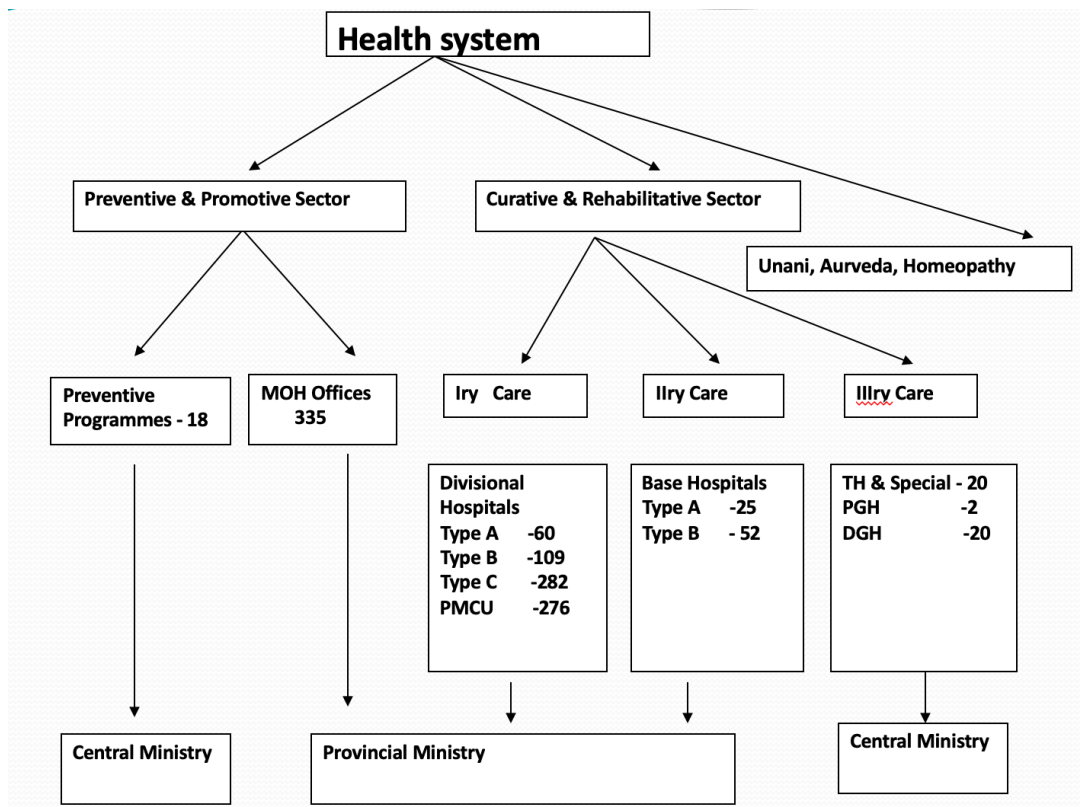 Health system
Preventive & Promotive Sector
Curative & Rehabilitative Sector
Unani, Aurveda, Homeopathy
Preventive
Programmes - 18
MOH Offices
335
Iry Care
IIry Care
IIIry Care
Divisional
Hospitals
Type A -60
Type B -109
Type C -282
PMCU -276
Base Hospitals
Type A -25
Type B - 52
TH & Special - 20
PGH -2
DGH -20
Central Ministry
Provincial Ministry
Central Ministry